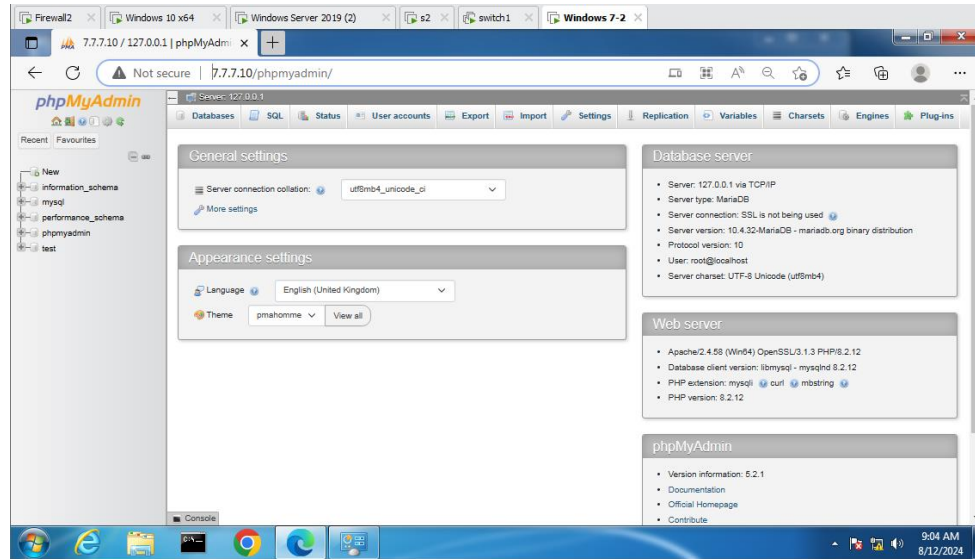 Firewall2
Windows 10 x64
Windows Server 2019 (2)
s2
switch1
Windows 7-2
7.7.7.10 / 127.0.0.1 | phpMyAdmi
Not secure | 7.7.7.10/phpmyadmin/
phpMyAdmin
Recent Favourites
New
information_schema
mysql
performance_schema
phpmyadmin
test
Server: 127.0.0.1
Databases SQL Status User accounts Export Import Settings Replication Variables Charsets Engines Plug-ins
General settings
Server connection collation: utf8mb4_unicode_ci
More settings
Appearance settings
Language English (United Kingdom)
Theme pmahomme View all
Database server
Server: 127.0.0.1 via TCP/IP
Server type: MariaDB
Server connection: SSL is not being used
Server version: 10.4.32-MariaDB - mariadb.org binary distribution
Protocol version: 10
User: root@localhost
Server charset: UTF-8 Unicode (utf8mb4)
Web server
Apache/2.4.58 (Win64) OpenSSL/3.1.3 PHP/8.2.12
Database client version: libmysql - mysqlnd 8.2.12
PHP extension: mysqli curl mbstring
PHP version: 8.2.12
phpMyAdmin
Version information: 5.2.1
Documentation
Official Homepage
Contribute
Console
9:04 AM
8/12/2024